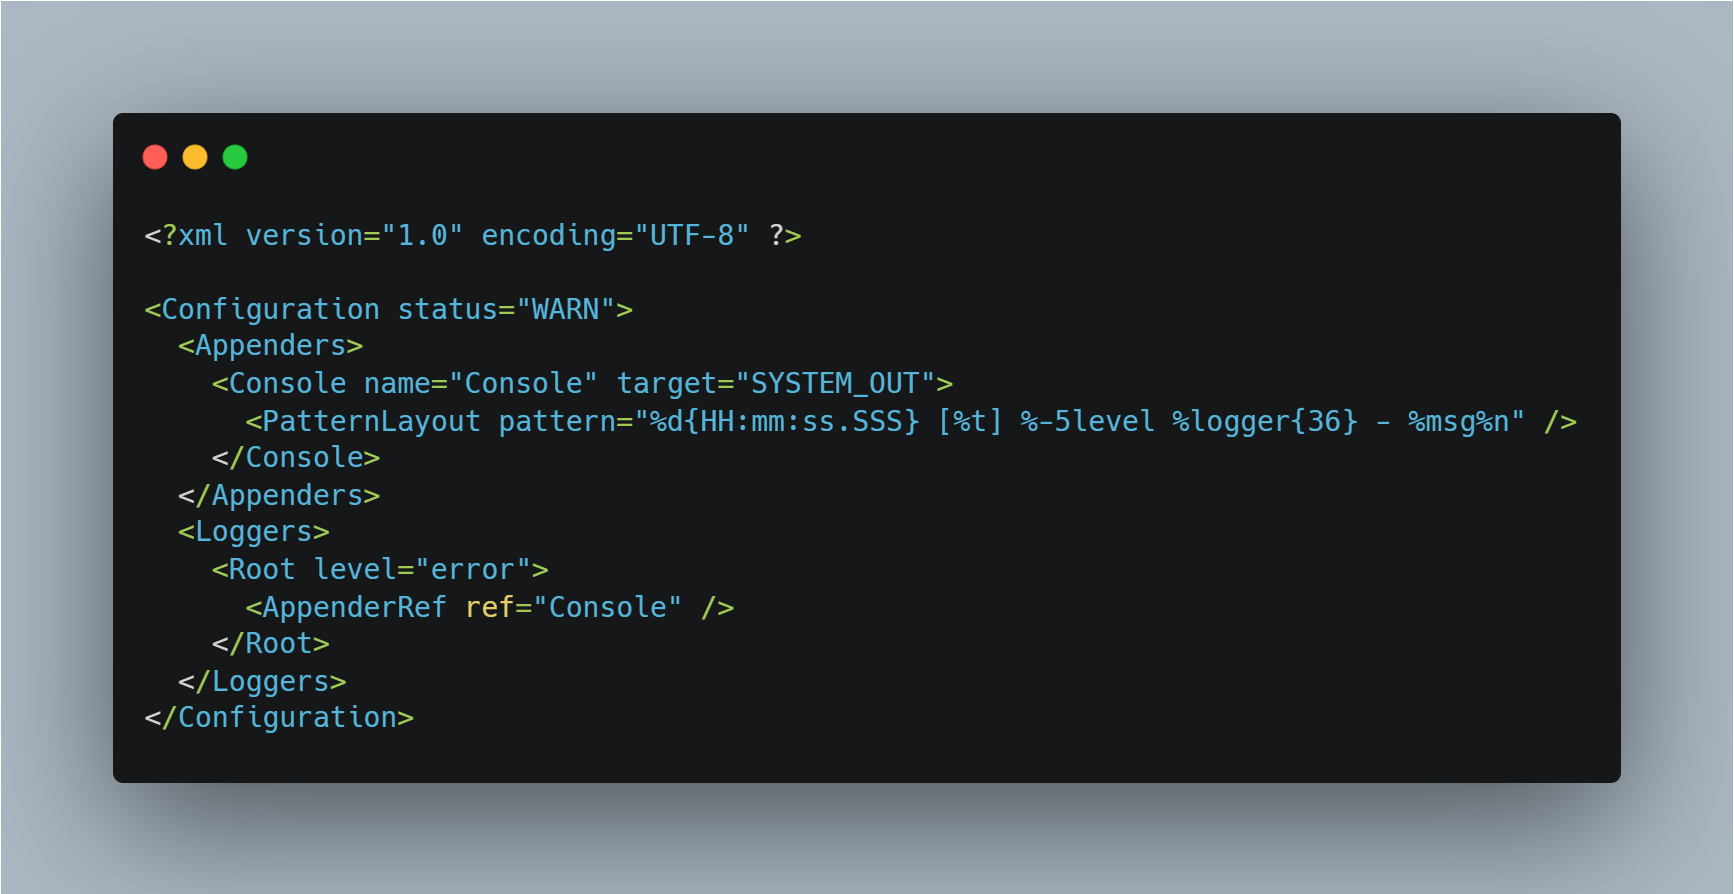 <?xml version="1.0" encoding="UTF-8" ?>

<Configuration status="WARN">
  <Appenders>
    <Console name="Console" target="SYSTEM_OUT">
      <PatternLayout pattern="%d{HH:mm:ss.SSS} [%t] %-5level %logger{36} - %msg%n" />
    </Console>
  </Appenders>
  <Loggers>
    <Root level="error">
      <AppenderRef ref="Console" />
    </Root>
  </Loggers>
</Configuration>